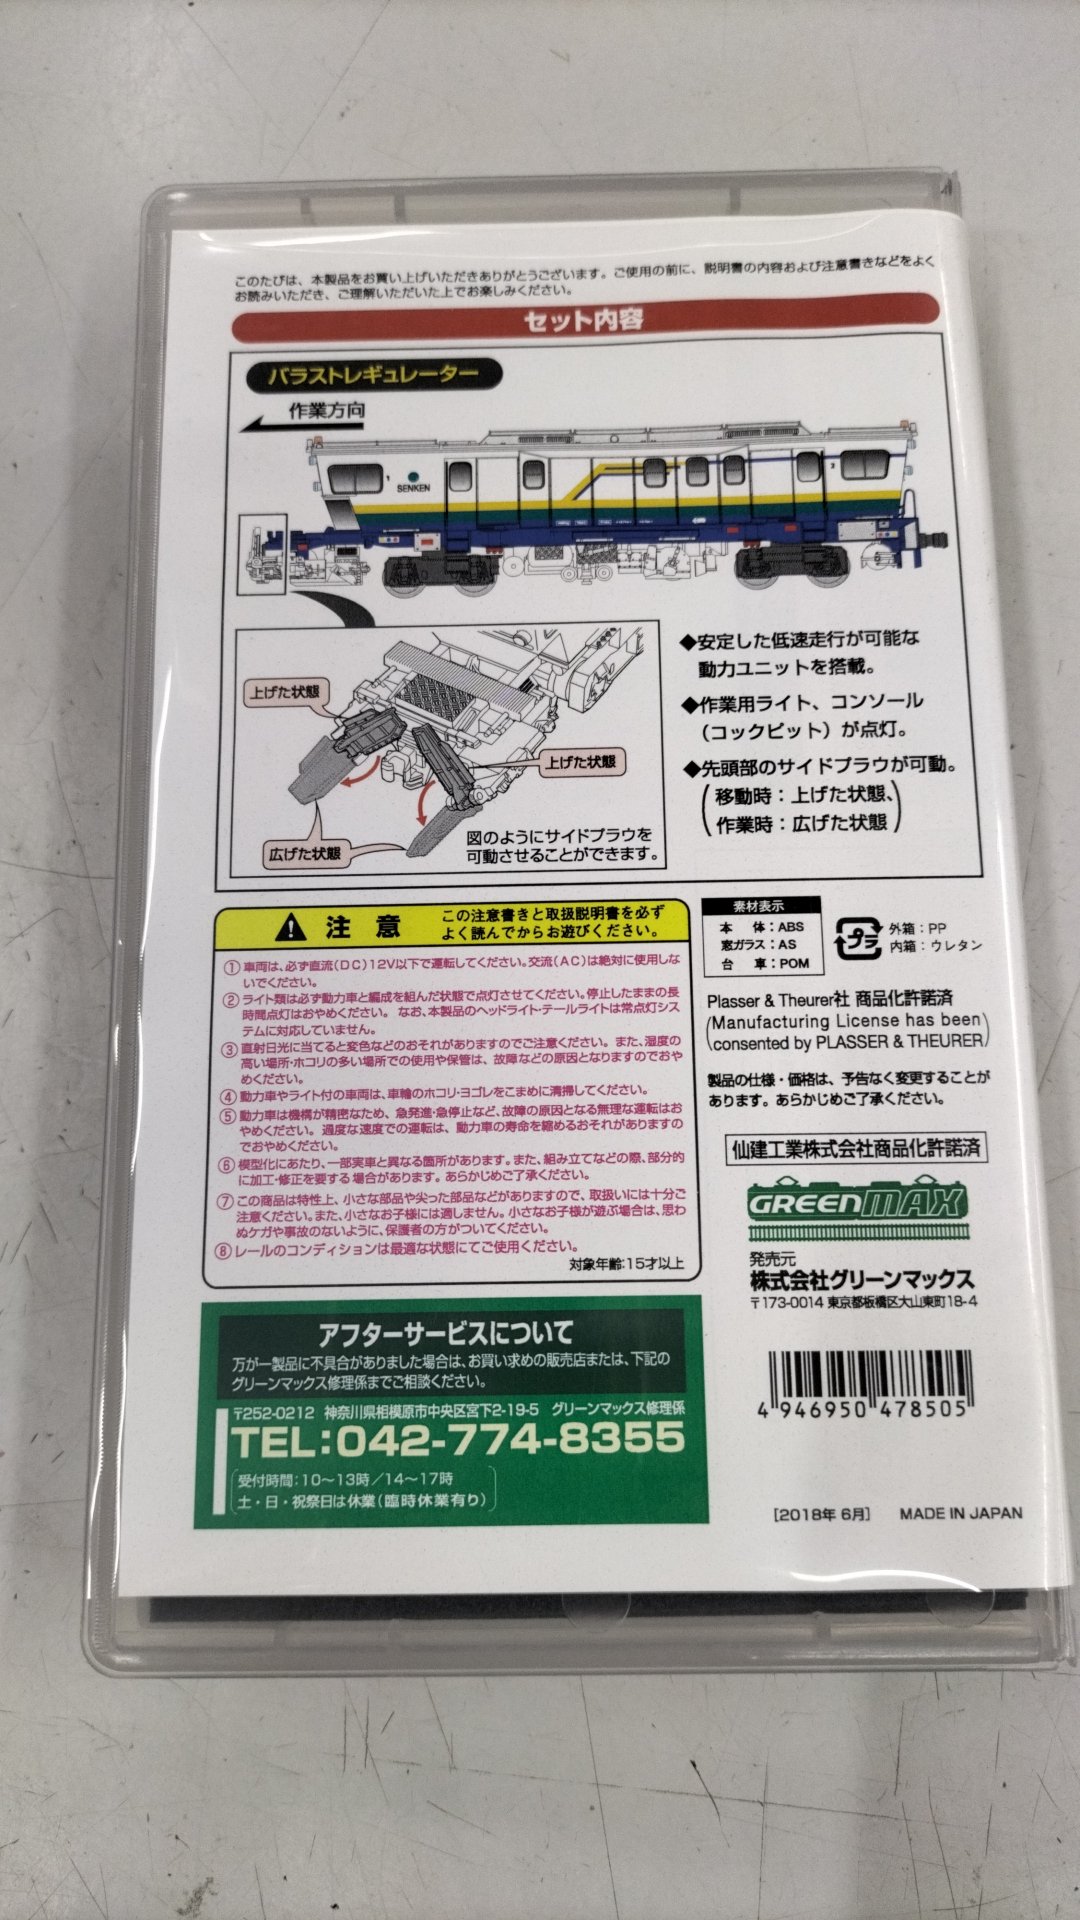 このたびは、本製品をお買い上げいただきありがとうございます。ご使用の前に、説明書の内容および注意書きなどをよく
お読みいただき、ご理解いただいた上でお楽しみください。
セット内容
バラストレギュレーター
作業方向
1
SENKEN
2
上げた状態
上げた状態
広げた状態
図のようにサイドプラウを
可動させることができます。
◆安定した低速走行が可能な
動力ユニットを搭載。
◆作業用ライト、コンソール
（コックピット）が点灯。
◆先頭部のサイドプラウが可動。
移動時：上げた状態、
作業時：広げた状態
注意
この注意書きと取扱説明書を必ず
よく読んでからお遊びください。
①車両は、必ず直流(DC)12V以下で運転してください。交流(AC)は絶対に使用しな
いでください。
②ライト類は必ず動力車と編成を組んだ状態で点灯させてください。停止したままの長
時間点灯はおやめください。なお、本製品のヘッドライト・テールライトは常点灯シス
テムに対応していません。
③直射日光に当てると変色などのおそれがありますのでご注意ください。また、湿度の
高い場所・ホコリの多い場所での使用や保管は、故障などの原因となりますのでおや
めください。
④動力車やライト付の車両は、車輪のホコリ・ヨゴレをこまめに清掃してください。
⑤動力車は機構が精密なため、急発進・急停止など、故障の原因となる無理な運転はお
やめください。過度な速度での運転は、動力車の寿命を縮めるおそれがありますの
でおやめください。
⑥模型化にあたり、一部実車と異なる箇所があります。また、組み立てなどの際、部分的
に加工・修正を要する場合があります。あらかじめご了承ください。
⑦この商品は特性上、小さな部品や尖った部品などがありますので、取扱いには十分ご
注意ください。また、小さなお子様には適しません。小さなお子様が遊ぶ場合は、思わ
ぬケガや事故のないように、保護者の方がついてください。
⑧レールのコンディションは最適な状態にてご使用ください。
対象年齢:15才以上
素材表示
本体：ABS
窓ガラス：AS
台車：POM
プラ
外箱：PP
内箱：ウレタン
Plasser & Theurer社 商品化許諾済
(Manufacturing License has been
consented by PLASSER & THEURER)
製品の仕様・価格は、予告なく変更することが
あります。あらかじめご了承ください。
仙建工業株式会社商品化許諾済
GREENMAX
発売元
株式会社グリーンマックス
〒173-0014 東京都板橋区大山東町18-4
4 946950 478505
アフターサービスについて
万が一製品に不具合がありました場合は、お買い求めの販売店または、下記の
グリーンマックス修理係までご相談ください。
〒252-0212 神奈川県相模原市中央区宮下2-19-5 グリーンマックス修理係
TEL:042-774-8355
受付時間：10～13時／14～17時
土・日・祝祭日は休業（臨時休業有り）
[2018年 6月] MADE IN JAPAN